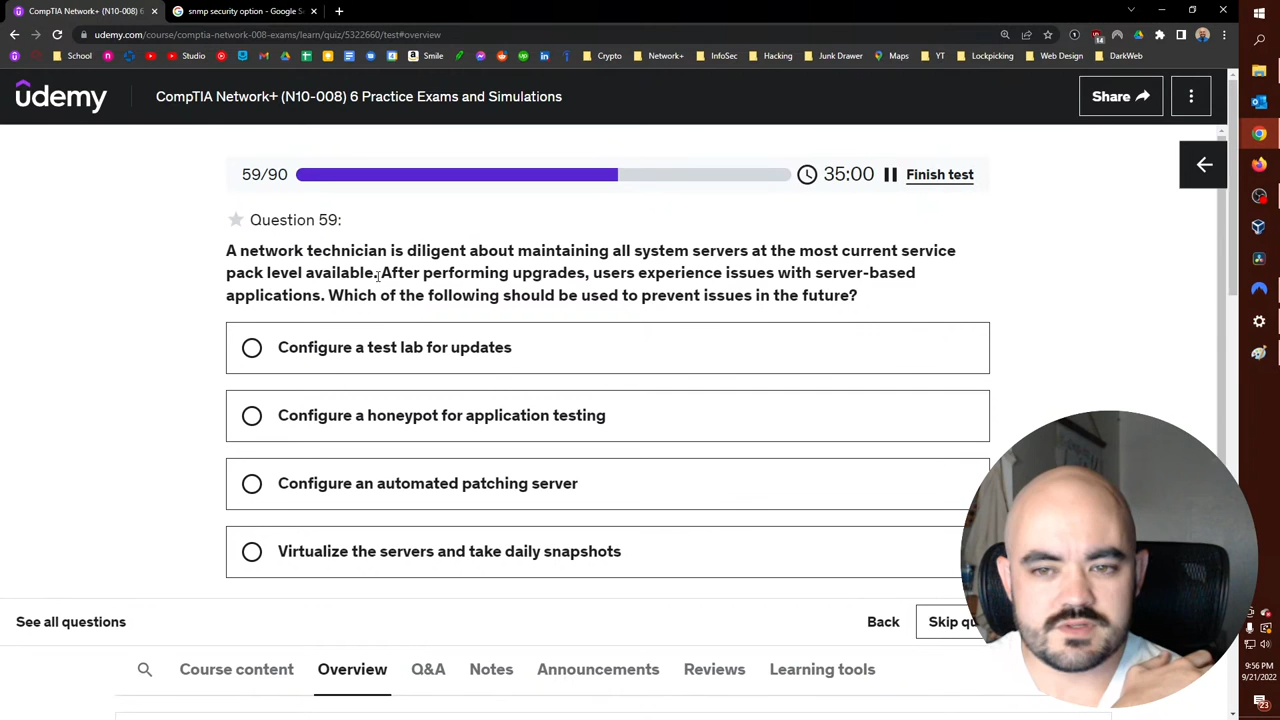 CompTIA Network+ (N10-008) 6
snmp security option - Google S
udemy.com/course/comptia-network-008-exams/learn/quiz/5322660/test#overview
School
Studio
Smile
Crypto
Network+
InfoSec
Hacking
Junk Drawer
Maps
YT
Lockpicking
Web Design
DarkWeb
ûdemy
CompTIA Network+ (N10-008) 6 Practice Exams and Simulations
Share
59/90
35:00
Finish test
Question 59:
A network technician is diligent about maintaining all system servers at the most current service
pack level available. After performing upgrades, users experience issues with server-based
applications. Which of the following should be used to prevent issues in the future?
Configure a test lab for updates
Configure a honeypot for application testing
Configure an automated patching server
Virtualize the servers and take daily snapshots
See all questions
Back
Skip qu
Course content
Overview
Q&A
Notes
Announcements
Reviews
Learning tools
9:56 PM
9/21/2022
23
14